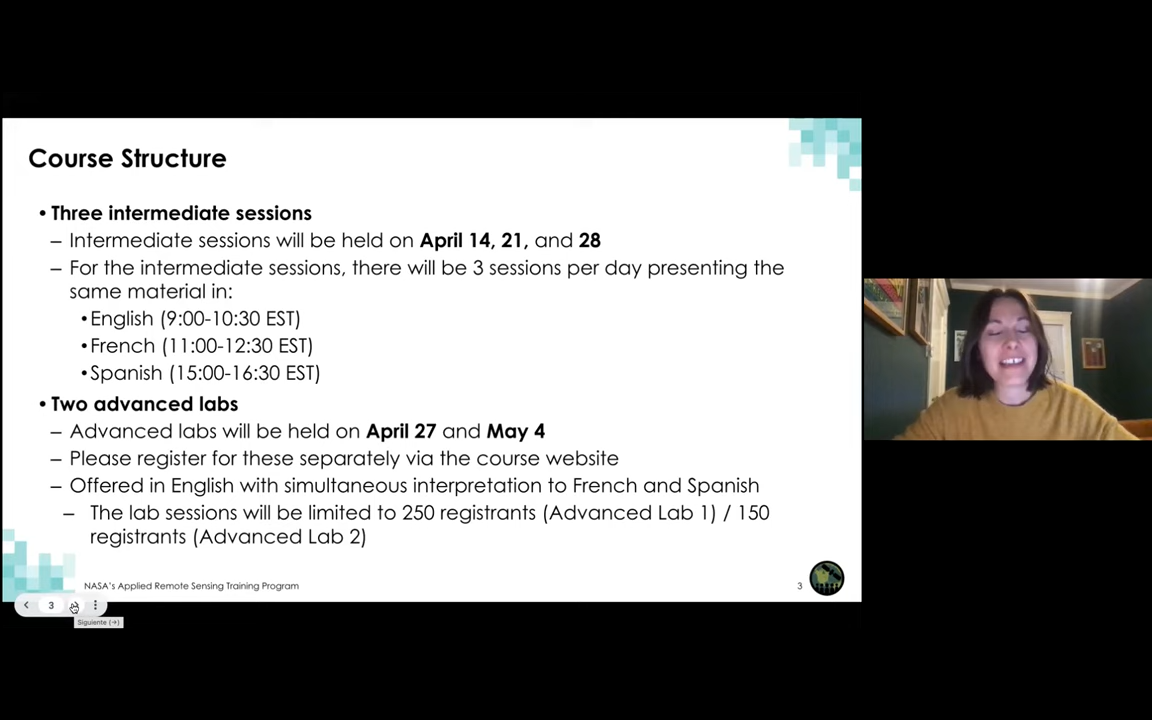 Course Structure
• Three intermediate sessions
– Intermediate sessions will be held on April 14, 21, and 28
– For the intermediate sessions, there will be 3 sessions per day presenting the
same material in:
• English (9:00-10:30 EST)
• French (11:00-12:30 EST)
• Spanish (15:00-16:30 EST)
• Two advanced labs
– Advanced labs will be held on April 27 and May 4
– Please register for these separately via the course website
– Offered in English with simultaneous interpretation to French and Spanish
– The lab sessions will be limited to 250 registrants (Advanced Lab 1) / 150
registrants (Advanced Lab 2)
NASA's Applied Remote Sensing Training Program
3
3
Siguiente (→)